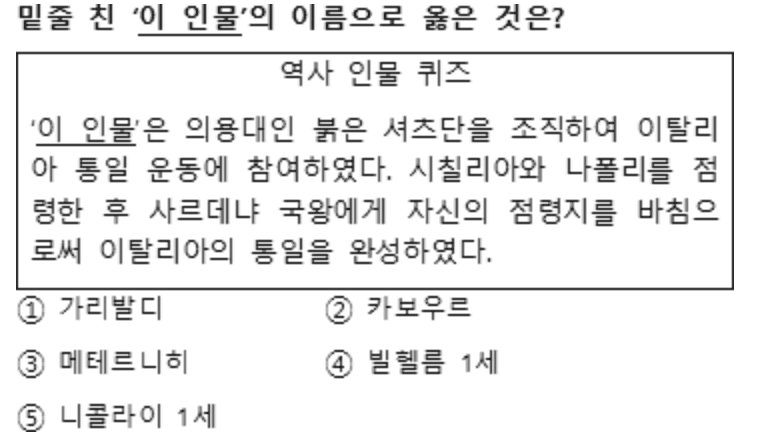 밑줄 친 ‘이 인물’의 이름으로 옳은 것은?
역사 인물 퀴즈
‘이 인물’은 의용대인 붉은 셔츠단을 조직하여 이탈리
아 통일 운동에 참여하였다. 시칠리아와 나폴리를 점
령한 후 사르데냐 국왕에게 자신의 점령지를 바침으
로써 이탈리아의 통일을 완성하였다.
① 가리발디 ② 카보우르
③ 메테르니히 ④ 빌헬름 1세
⑤ 니콜라이 1세